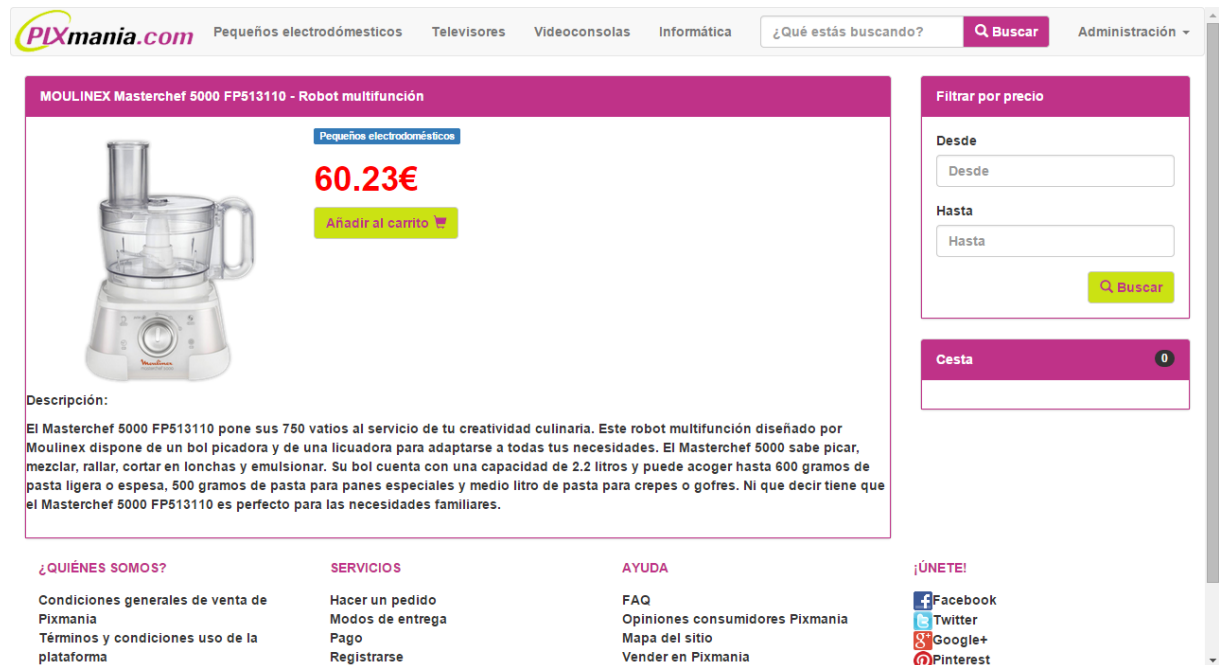 PIXmania.com Pequeños electrodómesticos Televisores Videoconsolas Informática ¿Qué estás buscando? Buscar Administración
MOULINEX Masterchef 5000 FP513110 - Robot multifunción
Pequeños electrodomésticos
60.23€
Añadir al carrito
Moulinex
Descripción:
El Masterchef 5000 FP513110 pone sus 750 vatios al servicio de tu creatividad culinaria. Este robot multifunción diseñado por
Moulinex dispone de un bol picadora y de una licuadora para adaptarse a todas tus necesidades. El Masterchef 5000 sabe picar,
mezclar, rallar, cortar en lonchas y emulsionar. Su bol cuenta con una capacidad de 2.2 litros y puede acoger hasta 600 gramos de
pasta ligera o espesa, 500 gramos de pasta para panes especiales y medio litro de pasta para crepes o gofres. Ni que decir tiene que
el Masterchef 5000 FP513110 es perfecto para las necesidades familiares.
Filtrar por precio
Desde
Desde
Hasta
Hasta
Buscar
Cesta 0
¿QUIÉNES SOMOS?
Condiciones generales de venta de
Pixmania
Términos y condiciones uso de la
plataforma
SERVICIOS
Hacer un pedido
Modos de entrega
Pago
Registrarse
AYUDA
FAQ
Opiniones consumidores Pixmania
Mapa del sitio
Vender en Pixmania
¡ÚNETE!
Facebook
Twitter
Google+
Pinterest